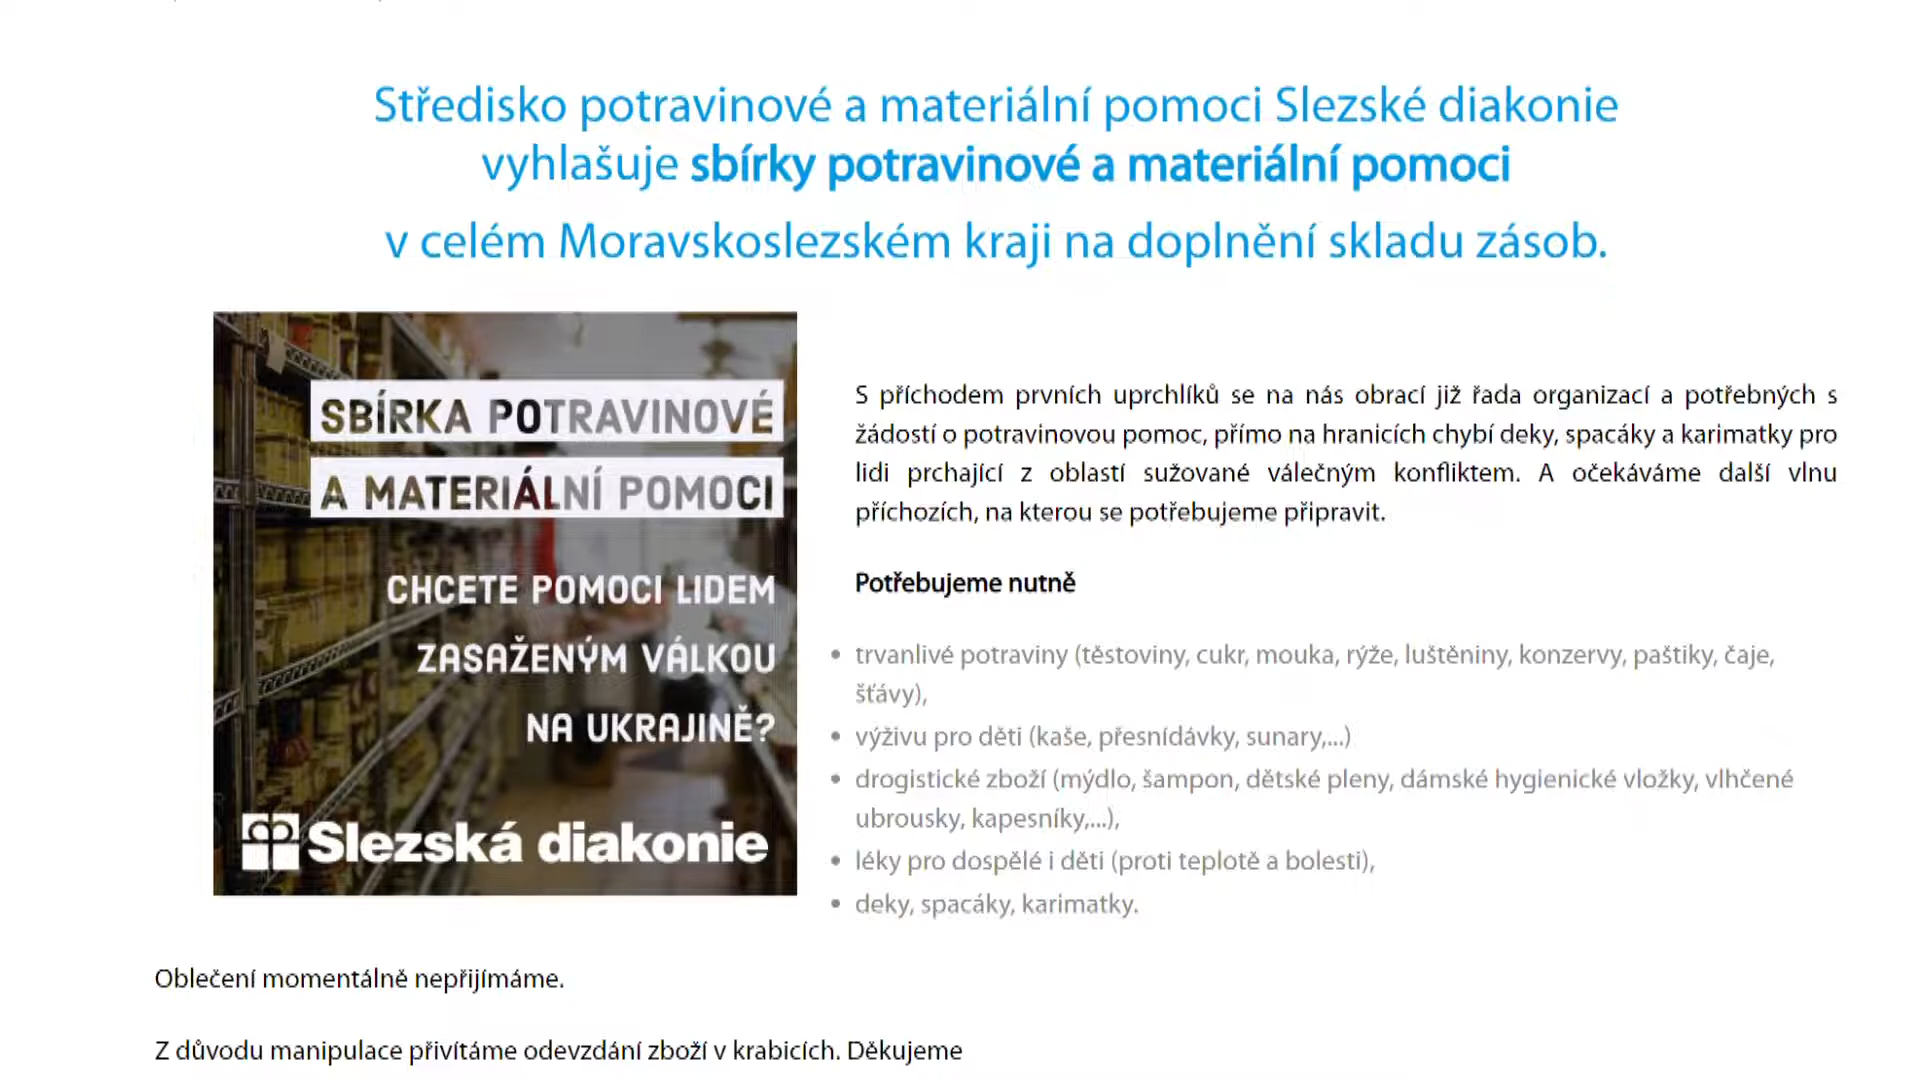 Středisko potravinové a materiální pomoci Slezské diakonie
vyhlašuje sbírky potravinové a materiální pomoci
v celém Moravskoslezském kraji na doplnění skladu zásob.
SBÍRKA POTRAVINOVÉ
A MATERIÁLNÍ POMOCI
CHCETE POMOCI LIDEM
ZASAŽENÝM VÁLKOU
NA UKRAJINĚ?
Slezská diakonie
S příchodem prvních uprchlíků se na nás obrací již řada organizací a potřebných s
žádostí o potravinovou pomoc, přímo na hranicích chybí deky, spacáky a karimatky pro
lidi prchající z oblastí sužované válečným konfliktem. A očekáváme další vlnu
příchozích, na kterou se potřebujeme připravit.
Potřebujeme nutně
• trvanlivé potraviny (těstoviny, cukr, mouka, rýže, luštěniny, konzervy, paštiky, čaje,
šťávy),
• výživu pro děti (kaše, přesnídávky, sunary,...)
• drogistické zboží (mýdlo, šampon, dětské pleny, dámské hygienické vložky, vlhčené
ubrousky, kapesníky,...),
• léky pro dospělé i děti (proti teplotě a bolesti),
• deky, spacáky, karimatky.
Oblečení momentálně nepřijímáme.
Z důvodu manipulace přivítáme odevzdání zboží v krabicích. Děkujeme